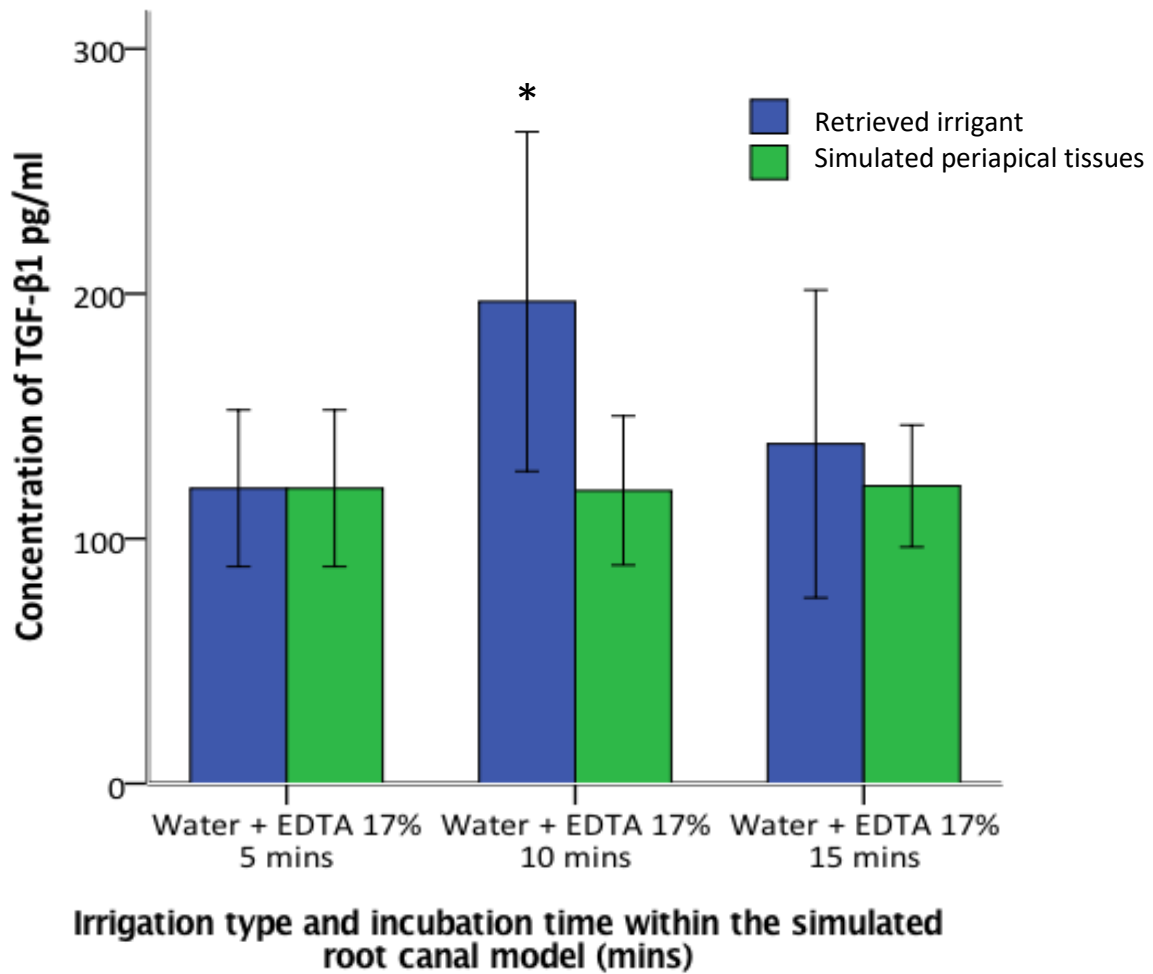 Concentration of TGF-β1 pg/ml
300
200
100
0
*
Retrieved irrigant
Simulated periapical tissues
Water + EDTA 17%
5 mins
Water + EDTA 17%
10 mins
Water + EDTA 17%
15 mins
Irrigation type and incubation time within the simulated
root canal model (mins)